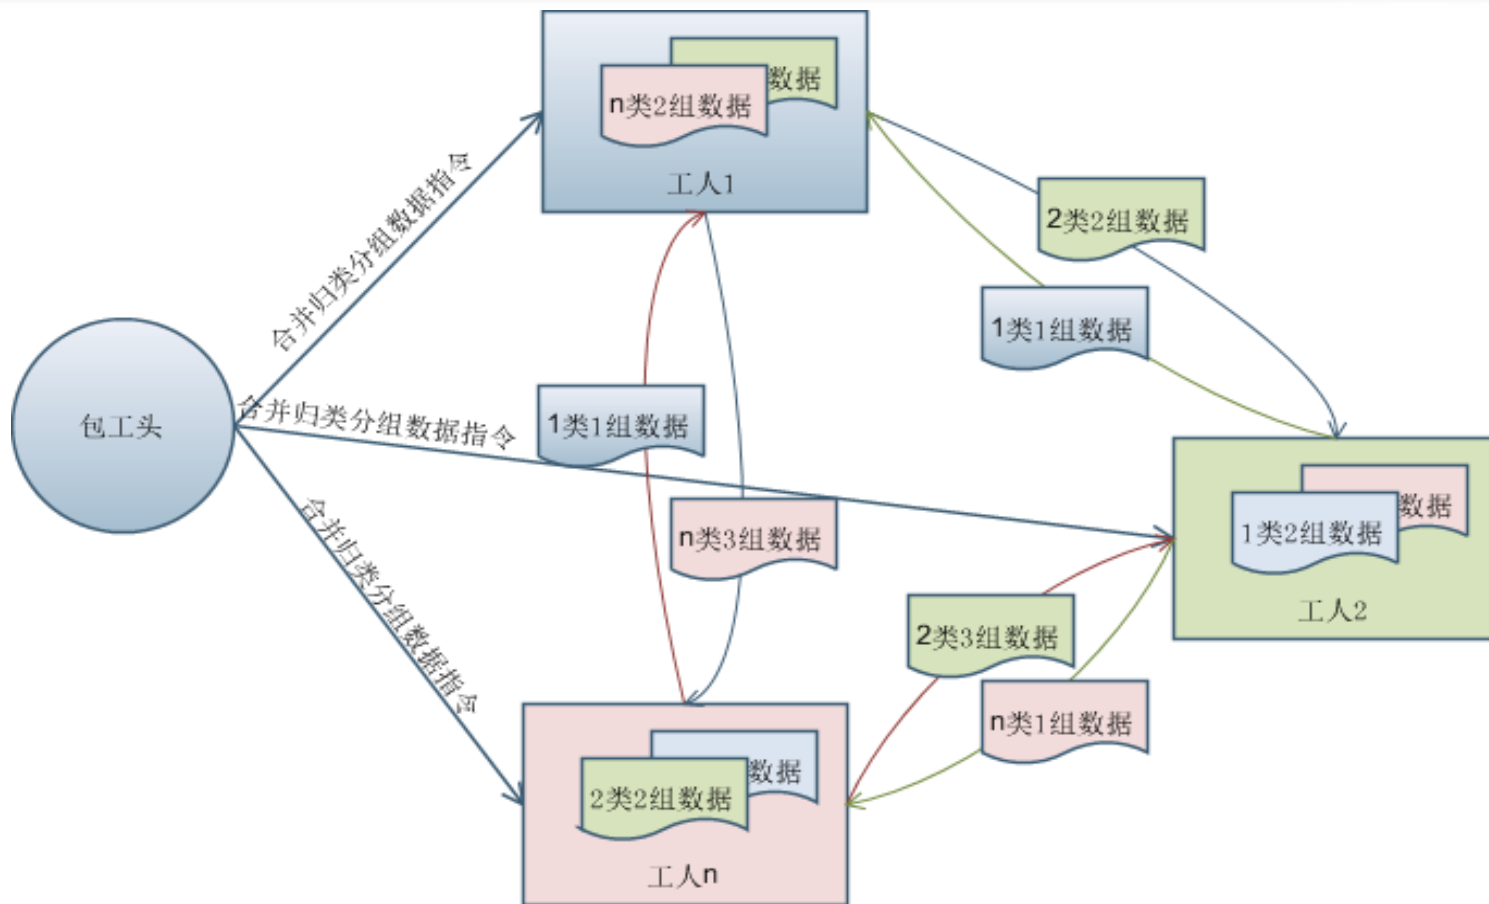 数据
n类2组数据
工人1
合并归类分组数据指令
2类2组数据
1类1组数据
包工头
合并归类分组数据指令
1类1组数据
n类3组数据
数据
1类2组数据
工人2
合并归类分组数据指令
2类3组数据
n类1组数据
数据
2类2组数据
工人n